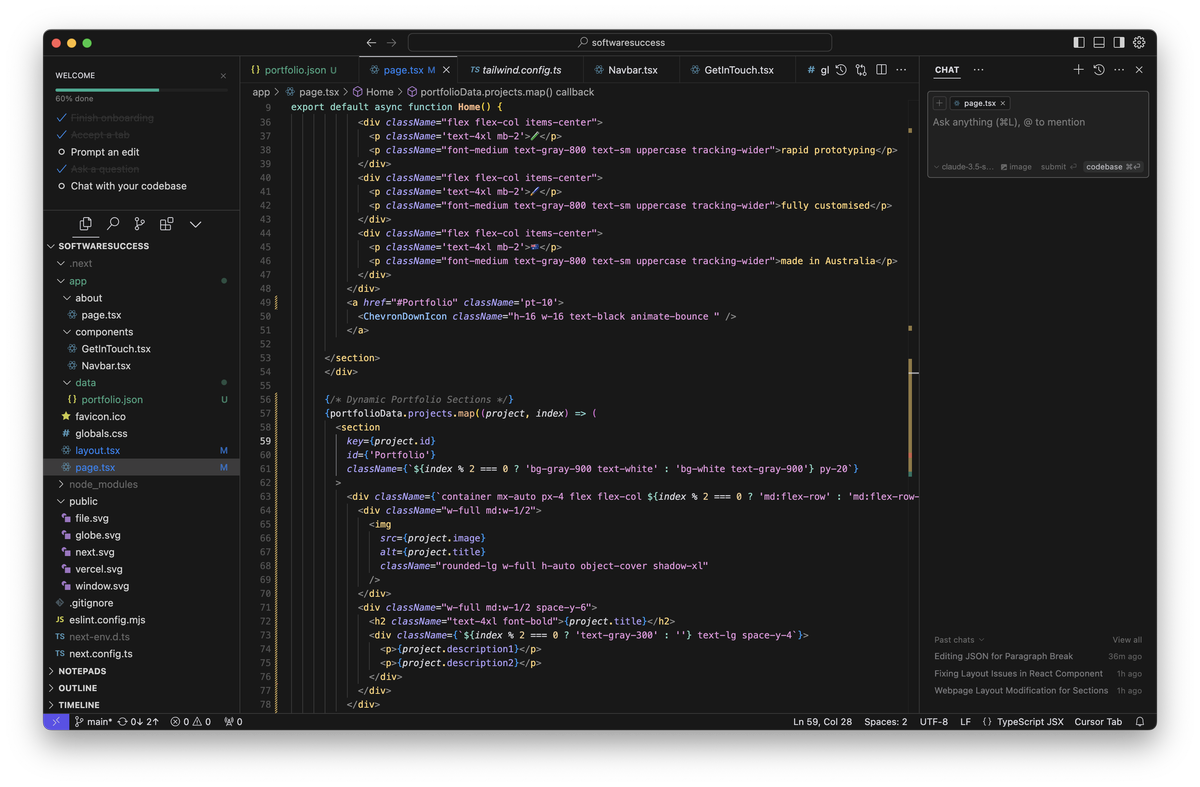 softwaresuccess
WELCOME
60% done
Finish onboarding
Accept a tab
Prompt an edit
Ask a question
Chat with your codebase
SOFTWARESUCCESS
.next
app
about
page.tsx
components
GetInTouch.tsx
Navbar.tsx
data
{} portfolio.json U
favicon.ico
# globals.css
layout.tsx M
page.tsx M
node_modules
public
file.svg
globe.svg
next.svg
vercel.svg
window.svg
.gitignore
JS eslint.config.mjs
TS next-env.d.ts
TS next.config.ts
NOTEPADS
OUTLINE
TIMELINE
{} portfolio.json U
page.tsx M
TS tailwind.config.ts
Navbar.tsx
GetInTouch.tsx
# gl
app > page.tsx > Home > portfolioData.projects.map() callback
9 export default async function Home() {
36 <div className="flex flex-col items-center">
37 <p className='text-4xl mb-2'></p>
38 <p className="font-medium text-gray-800 text-sm uppercase tracking-wider">rapid prototyping</p>
39 </div>
40 <div className="flex flex-col items-center">
41 <p className='text-4xl mb-2'>🖌️</p>
42 <p className="font-medium text-gray-800 text-sm uppercase tracking-wider">fully customised</p>
43 </div>
44 <div className="flex flex-col items-center">
45 <p className='text-4xl mb-2'>🇦🇺</p>
46 <p className="font-medium text-gray-800 text-sm uppercase tracking-wider">made in Australia</p>
47 </div>
48 </div>
49 <a href="#Portfolio" className='pt-10'>
50 <ChevronDownIcon className="h-16 w-16 text-black animate-bounce " />
51 </a>
52
53 </section>
54 </div>
55
56 {/* Dynamic Portfolio Sections */}
57 {portfolioData.projects.map((project, index) => (
58 <section
59 key={project.id}
60 id={'Portfolio'}
61 className={`${index % 2 === 0 ? 'bg-gray-900 text-white' : 'bg-white text-gray-900'} py-20`}
62 >
63 <div className={`container mx-auto px-4 flex flex-col ${index % 2 === 0 ? 'md:flex-row' : 'md:flex-row-
64 <div className="w-full md:w-1/2">
65 <img
66 src={project.image}
67 alt={project.title}
68 className="rounded-lg w-full h-auto object-cover shadow-xl"
69 />
70 </div>
71 <div className="w-full md:w-1/2 space-y-6">
72 <h2 className="text-4xl font-bold">{project.title}</h2>
73 <div className={`${index % 2 === 0 ? 'text-gray-300' : ''} text-lg space-y-4`}>
74 <p>{project.description1}</p>
75 <p>{project.description2}</p>
76 </div>
77 </div>
78 </div>
CHAT
page.tsx
Ask anything (⌘L), @ to mention
claude-3.5-s... image submit codebase ⌘↵
Past chats View all
Editing JSON for Paragraph Break 36m ago
Fixing Layout Issues in React Component 1h ago
Webpage Layout Modification for Sections 1h ago
main* 0↓ 2↑ 0 0 0
Ln 59, Col 28 Spaces: 2 UTF-8 LF {} TypeScript JSX Cursor Tab